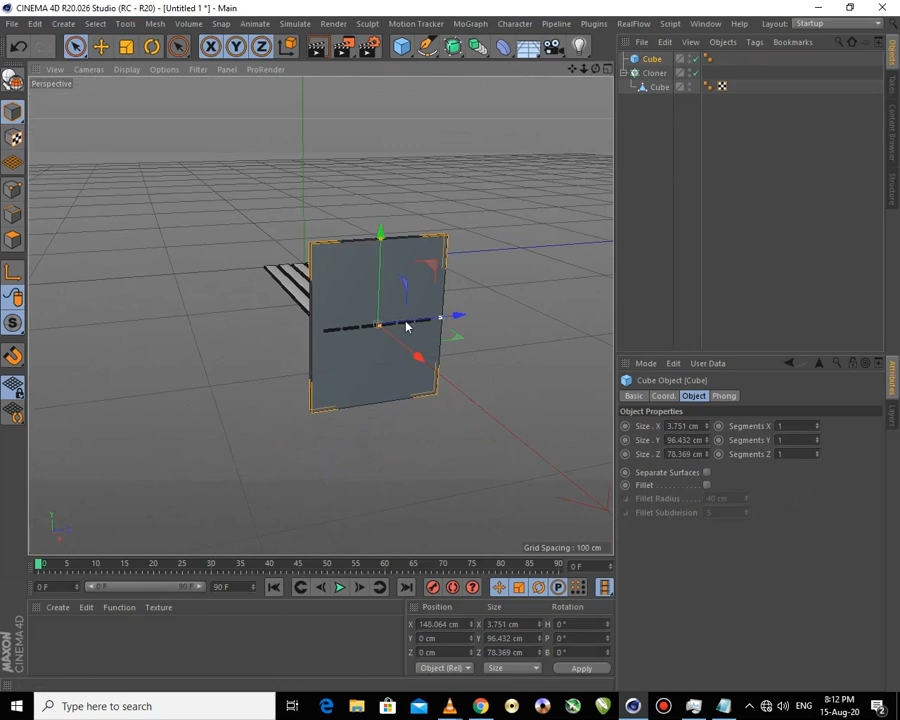 CINEMA 4D R20.026 Studio (RC - R20) - [Untitled 1 *] - Main
File Edit Create Select Tools Mesh Volume Snap Animate Simulate Render Sculpt Motion Tracker MoGraph Character Pipeline Plugins RealFlow Script Window Help Layout: Startup
File Edit View Objects Tags Bookmarks
View Cameras Display Options Filter Panel ProRender
Perspective
Cube
Cloner
Cube
Objects
Takes
Content Browser
Structure
Mode Edit User Data
Cube Object [Cube]
Basic Coord. Object Phong
Object Properties
Size . X 3.751 cm Segments X 1
Size . Y 96.432 cm Segments Y 1
Size . Z 78.369 cm Segments Z 1
Separate Surfaces
Fillet
Fillet Radius 40 cm
Fillet Subdivision 5
Attributes
Layers
Y
X
Grid Spacing : 100 cm
0 5 10 15 20 25 30 35 40 45 50 55 60 65 70 75 80 85 90 0 F
0 F 0 F 90 F 90 F
Create Edit Function Texture
Position Size Rotation
X 148.064 cm X 3.751 cm H 0 °
Y 0 cm Y 96.432 cm P 0 °
Z 0 cm Z 78.369 cm B 0 °
Object (Rel) Size Apply
MAXON CINEMA 4D
Type here to search
ENG
8:12 PM
15-Aug-20
2